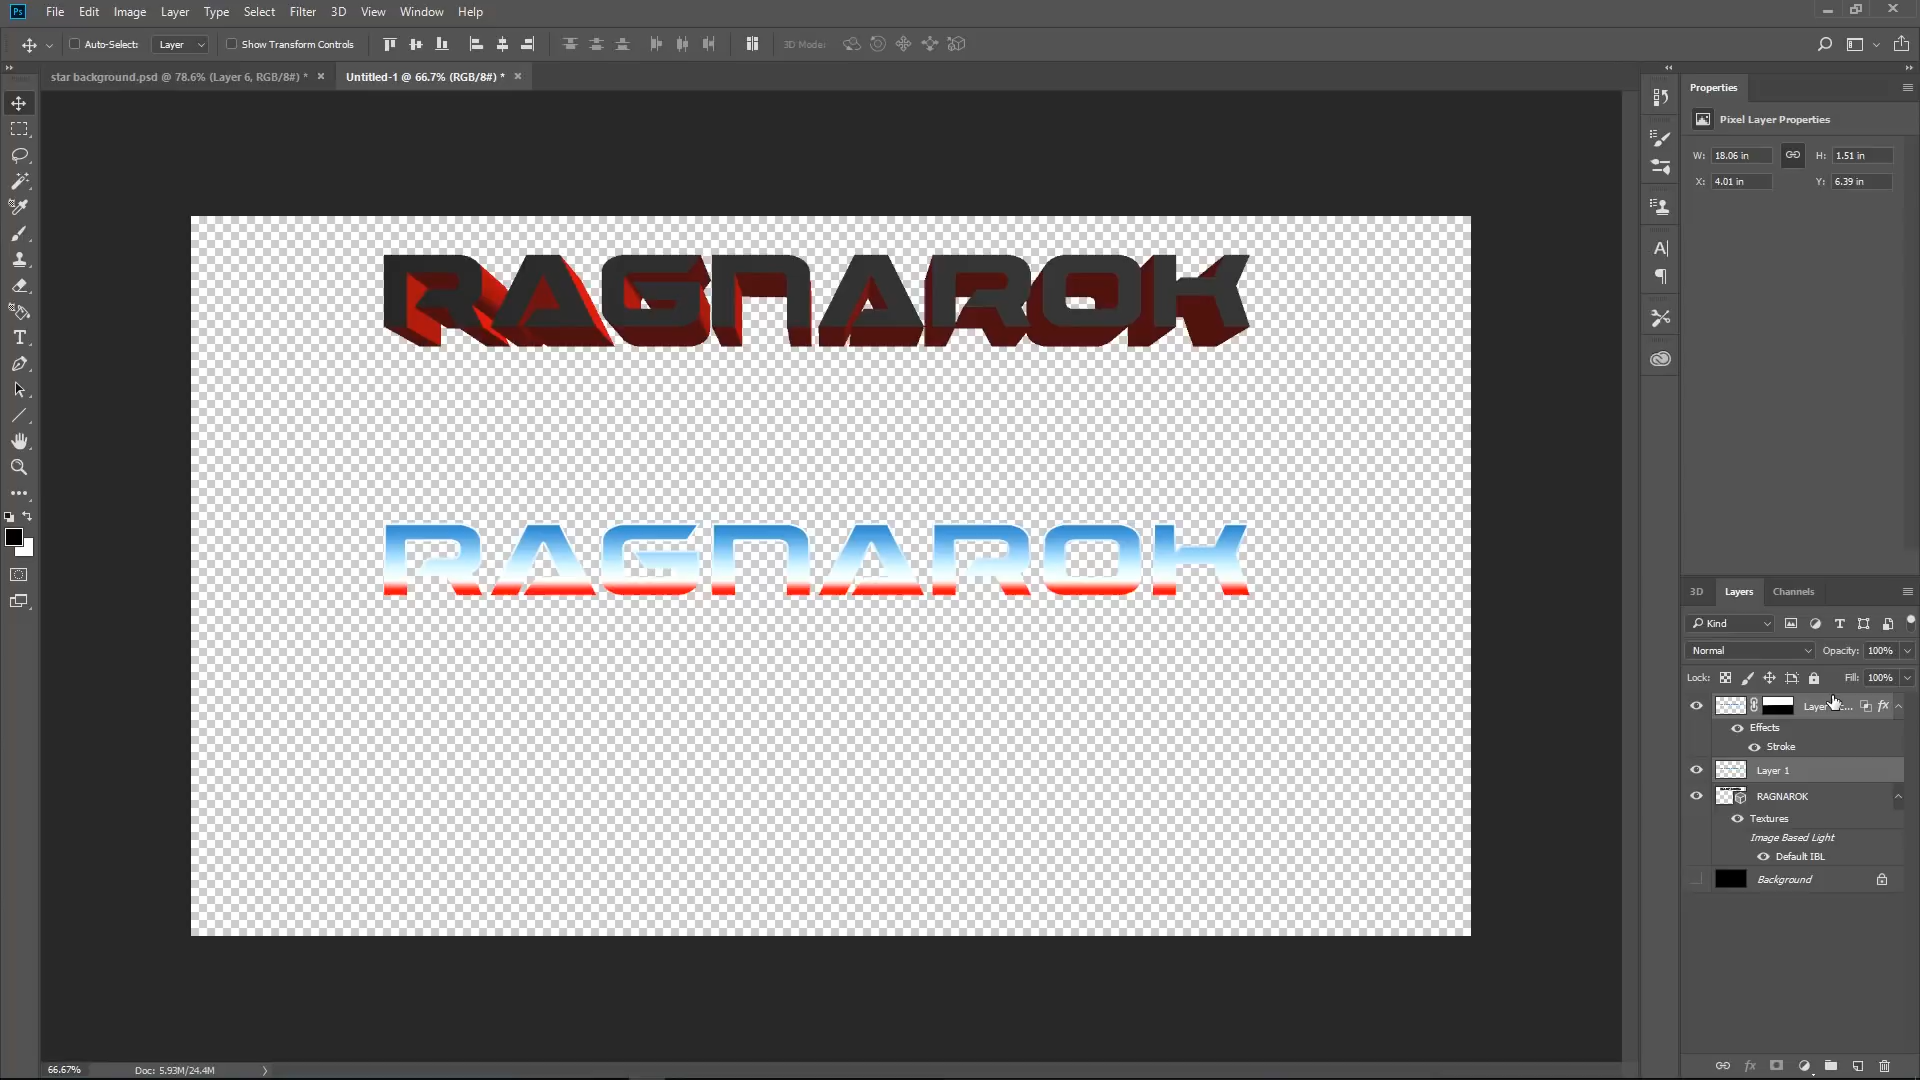 Ps File Edit Image Layer Type Select Filter 3D View Window Help
Auto-Select: Layer Show Transform Controls 3D Mode:
star background.psd @ 78.6% (Layer 6, RGB/8#) * × Untitled-1 @ 66.7% (RGB/8#) * ×
Properties
Pixel Layer Properties
W: 18.06 in H: 1.51 in
X: 4.01 in Y: 6.39 in
RAGNAROK
RAGNAROK
3D Layers Channels
Kind
Normal Opacity: 100%
Lock: Fill: 100%
Layer fx
Effects
Stroke
Layer 1
RAGNAROK
Textures
Image Based Light
Default IBL
Background
66.67% Doc: 5.93M/24.4M